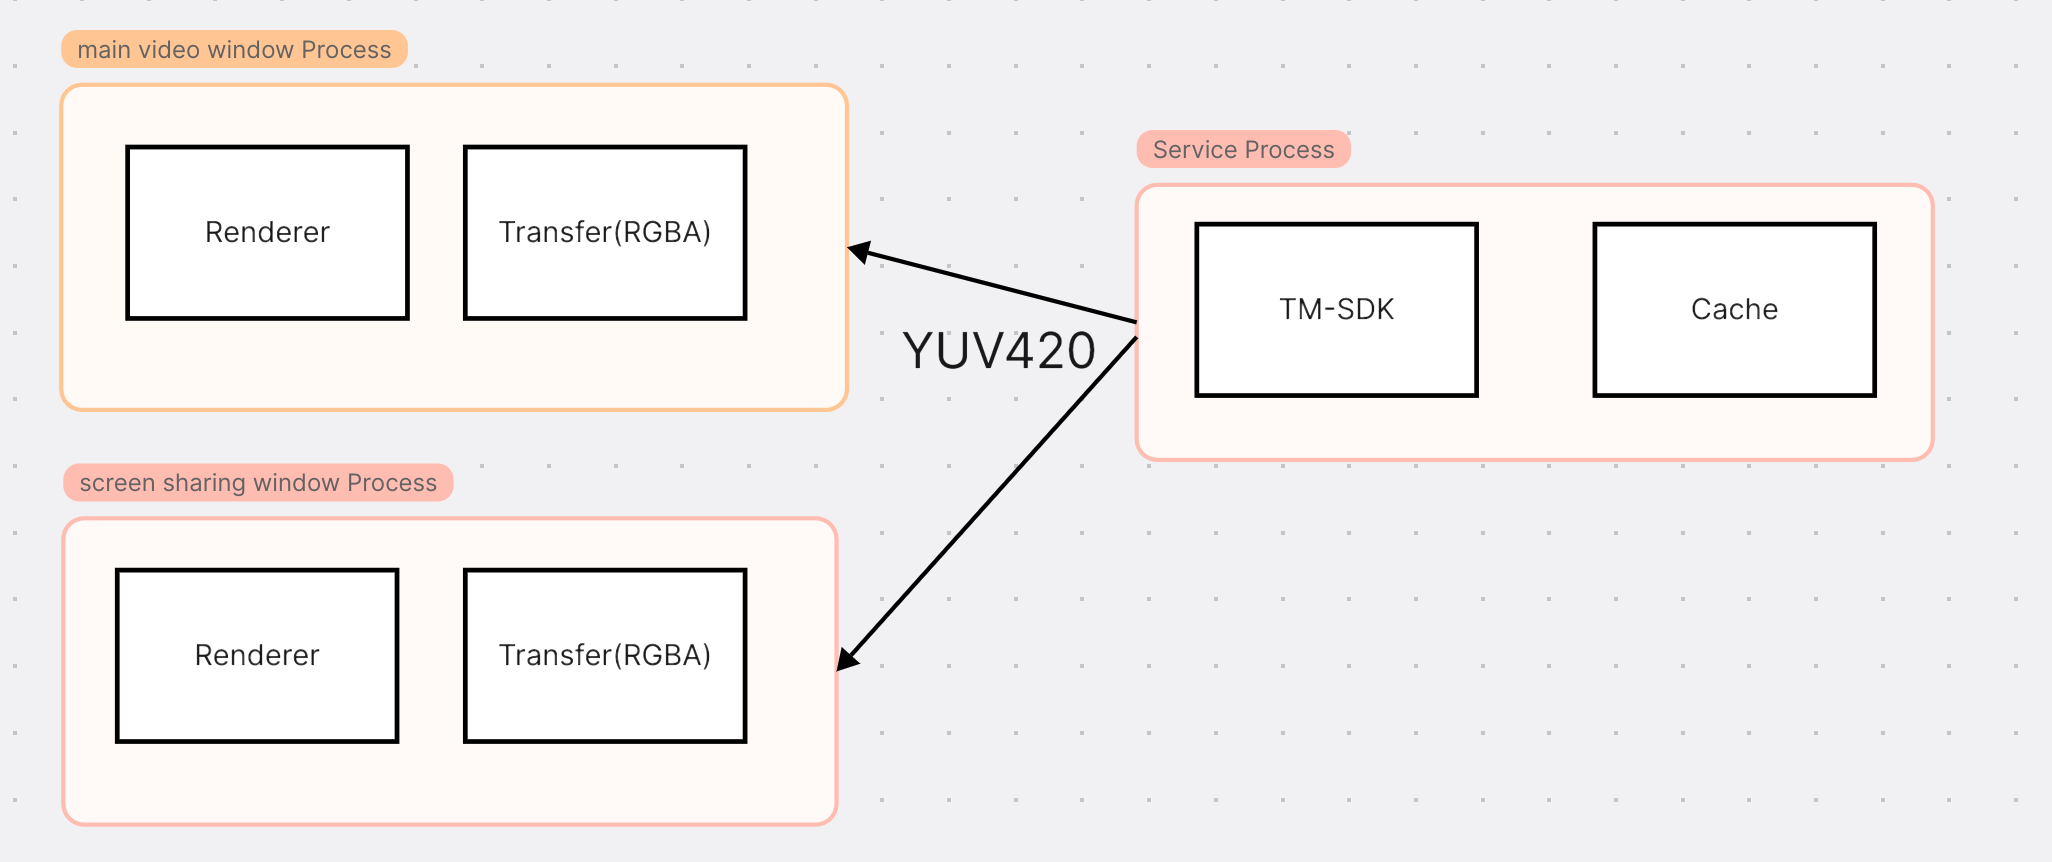 main video window Process
Renderer
Transfer(RGBA)
Service Process
TM-SDK
Cache
YUV420
screen sharing window Process
Renderer
Transfer(RGBA)